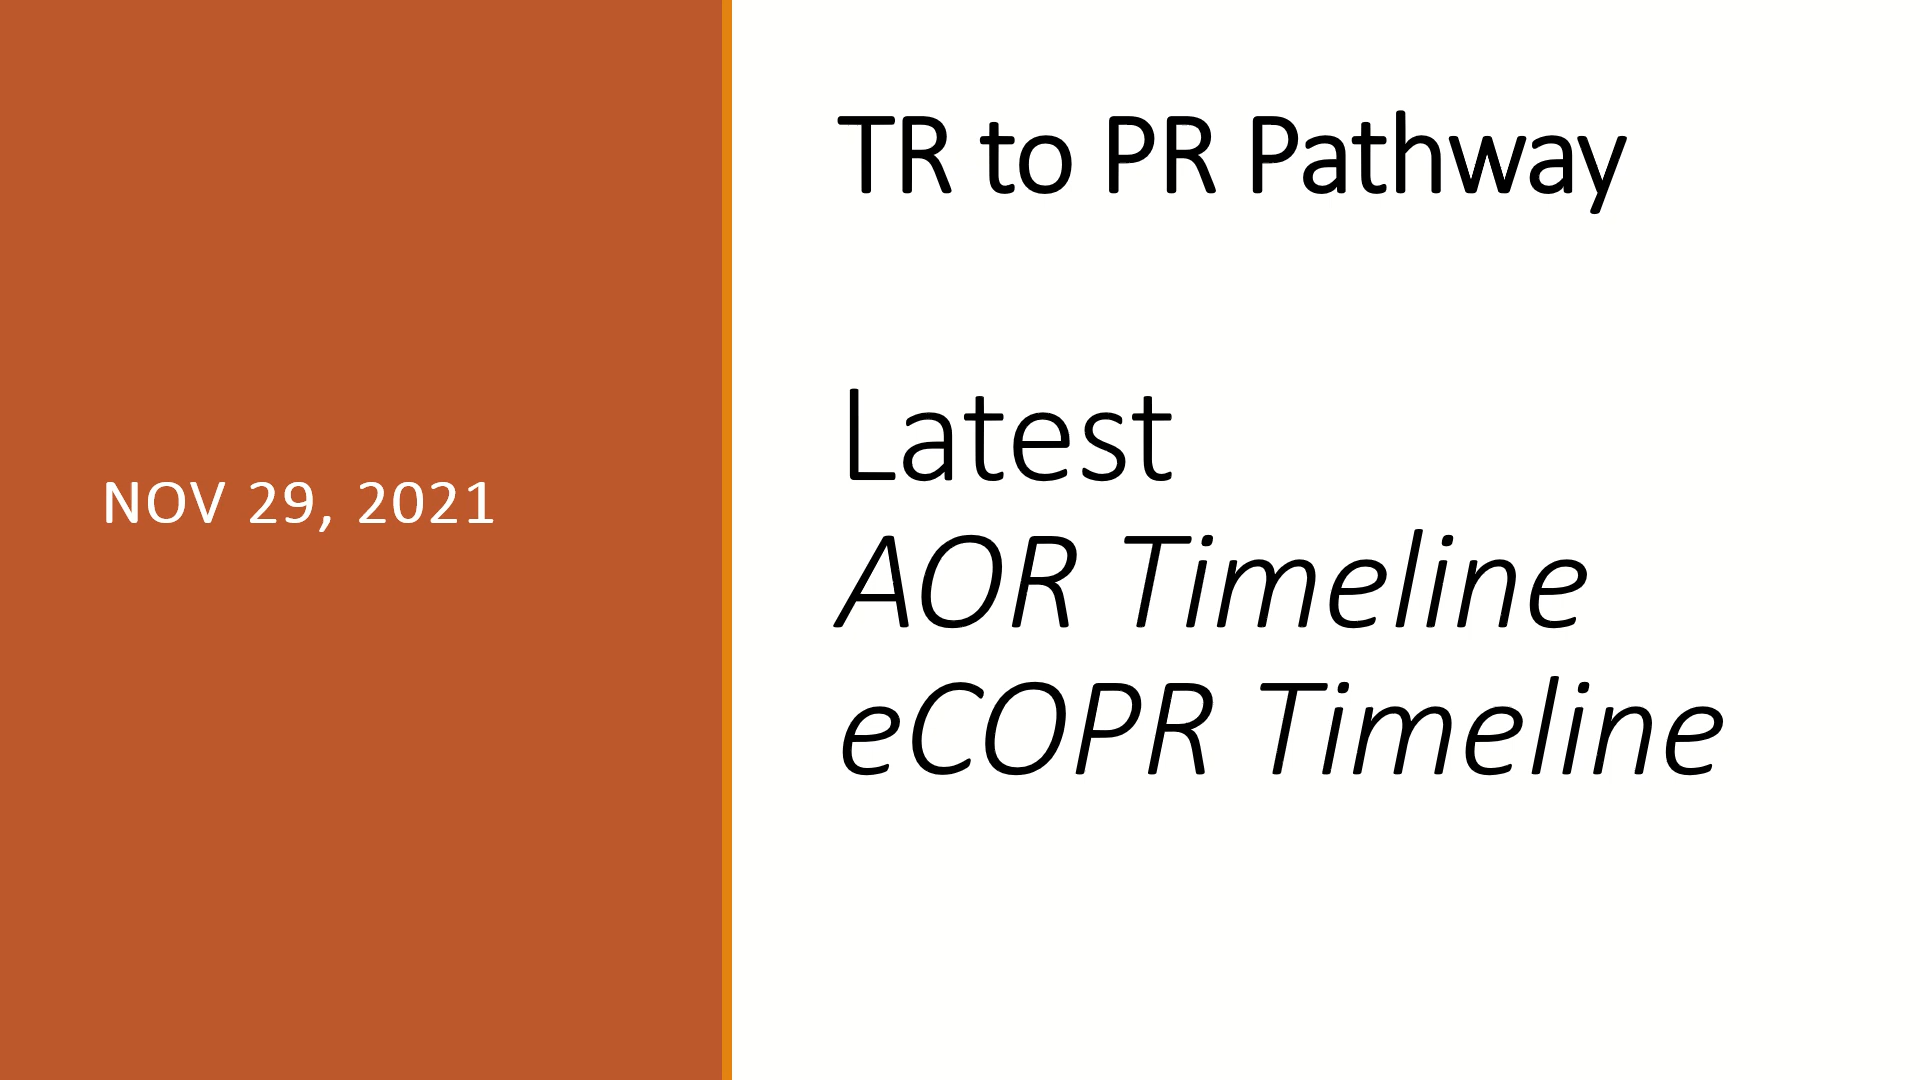 NOV 29, 2021
TR to PR Pathway
Latest
AOR Timeline
eCOPR Timeline